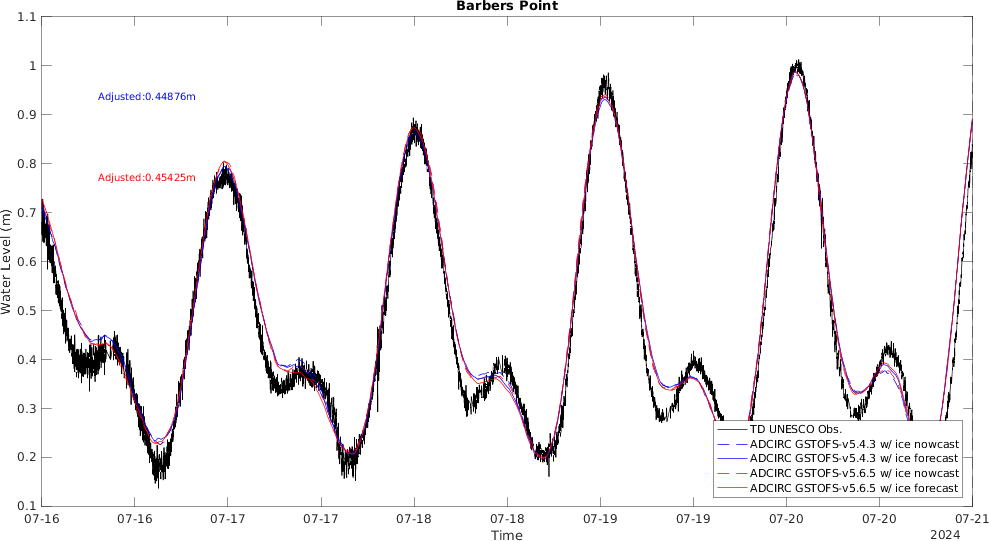 Barbers Point
1.1
1
0.9
0.8
0.7
0.6
0.5
0.4
0.3
0.2
0.1
Water Level (m)
Adjusted:0.44876m
Adjusted:0.45425m
TD UNESCO Obs.
ADCIRC GSTOFS-v5.4.3 w/ ice nowcast
ADCIRC GSTOFS-v5.4.3 w/ ice forecast
ADCIRC GSTOFS-v5.6.5 w/ ice nowcast
ADCIRC GSTOFS-v5.6.5 w/ ice forecast
07-16 07-16 07-17 07-17 07-18 07-18 07-19 07-19 07-20 07-20 07-21
Time
2024